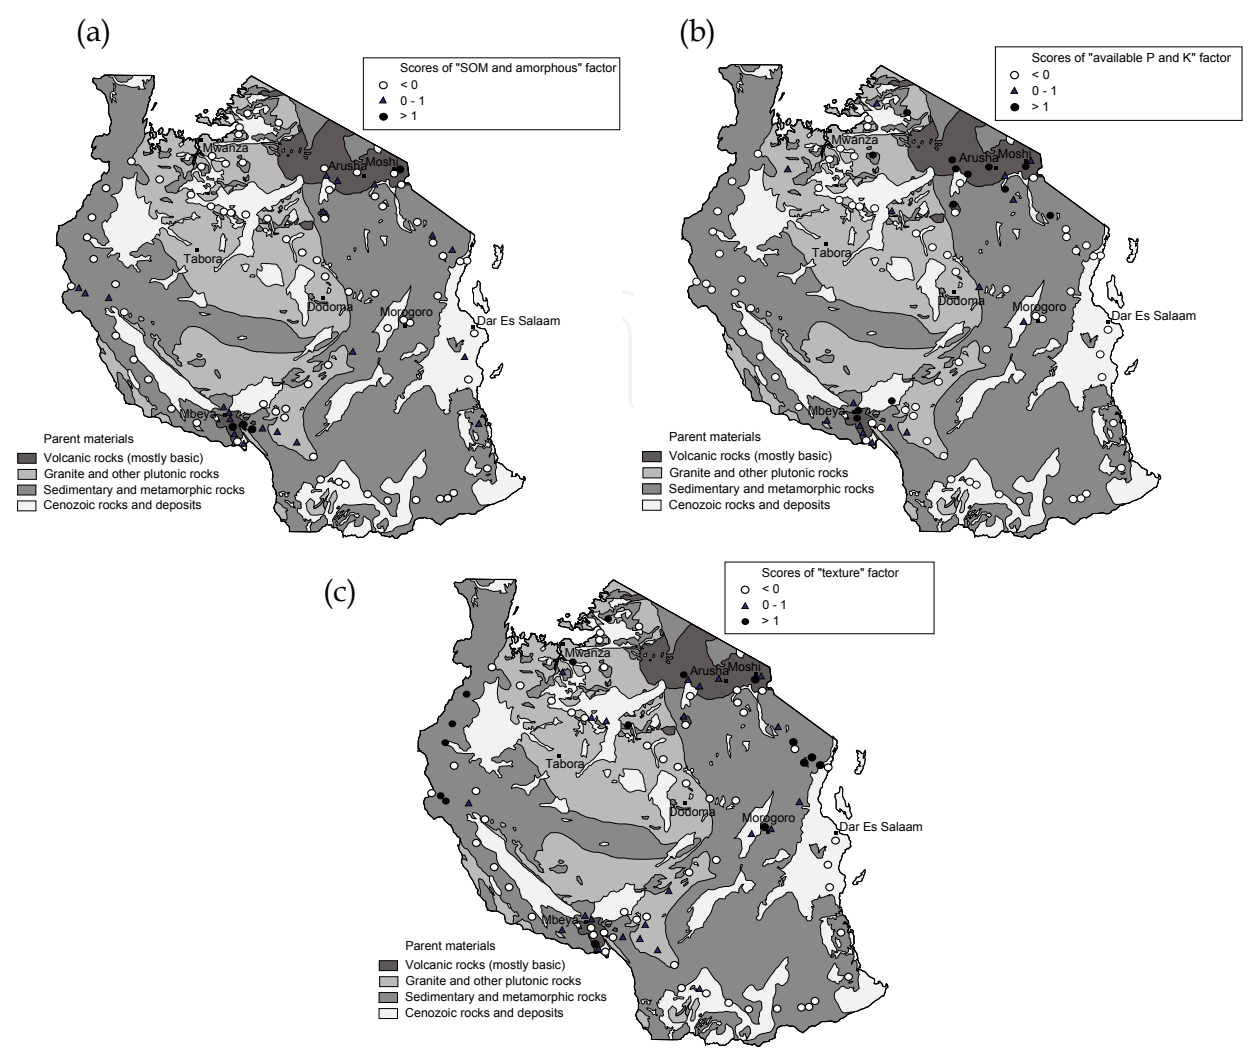 (a)
Scores of "SOM and amorphous" factor
< 0
0 - 1
> 1
Mwanza
Arusha
Moshi
Tabora
Dodoma
Morogoro
Dar Es Salaam
Mbeya
Parent materials
Volcanic rocks (mostly basic)
Granite and other plutonic rocks
Sedimentary and metamorphic rocks
Cenozoic rocks and deposits
(b)
Scores of "available P and K" factor
< 0
0 - 1
> 1
Mwanza
Arusha
Moshi
Tabora
Dodoma
Morogoro
Dar Es Salaam
Mbeya
Parent materials
Volcanic rocks (mostly basic)
Granite and other plutonic rocks
Sedimentary and metamorphic rocks
Cenozoic rocks and deposits
(c)
Scores of "texture" factor
< 0
0 - 1
> 1
Mwanza
Arusha
Moshi
Tabora
Dodoma
Morogoro
Dar Es Salaam
Mbeya
Parent materials
Volcanic rocks (mostly basic)
Granite and other plutonic rocks
Sedimentary and metamorphic rocks
Cenozoic rocks and deposits